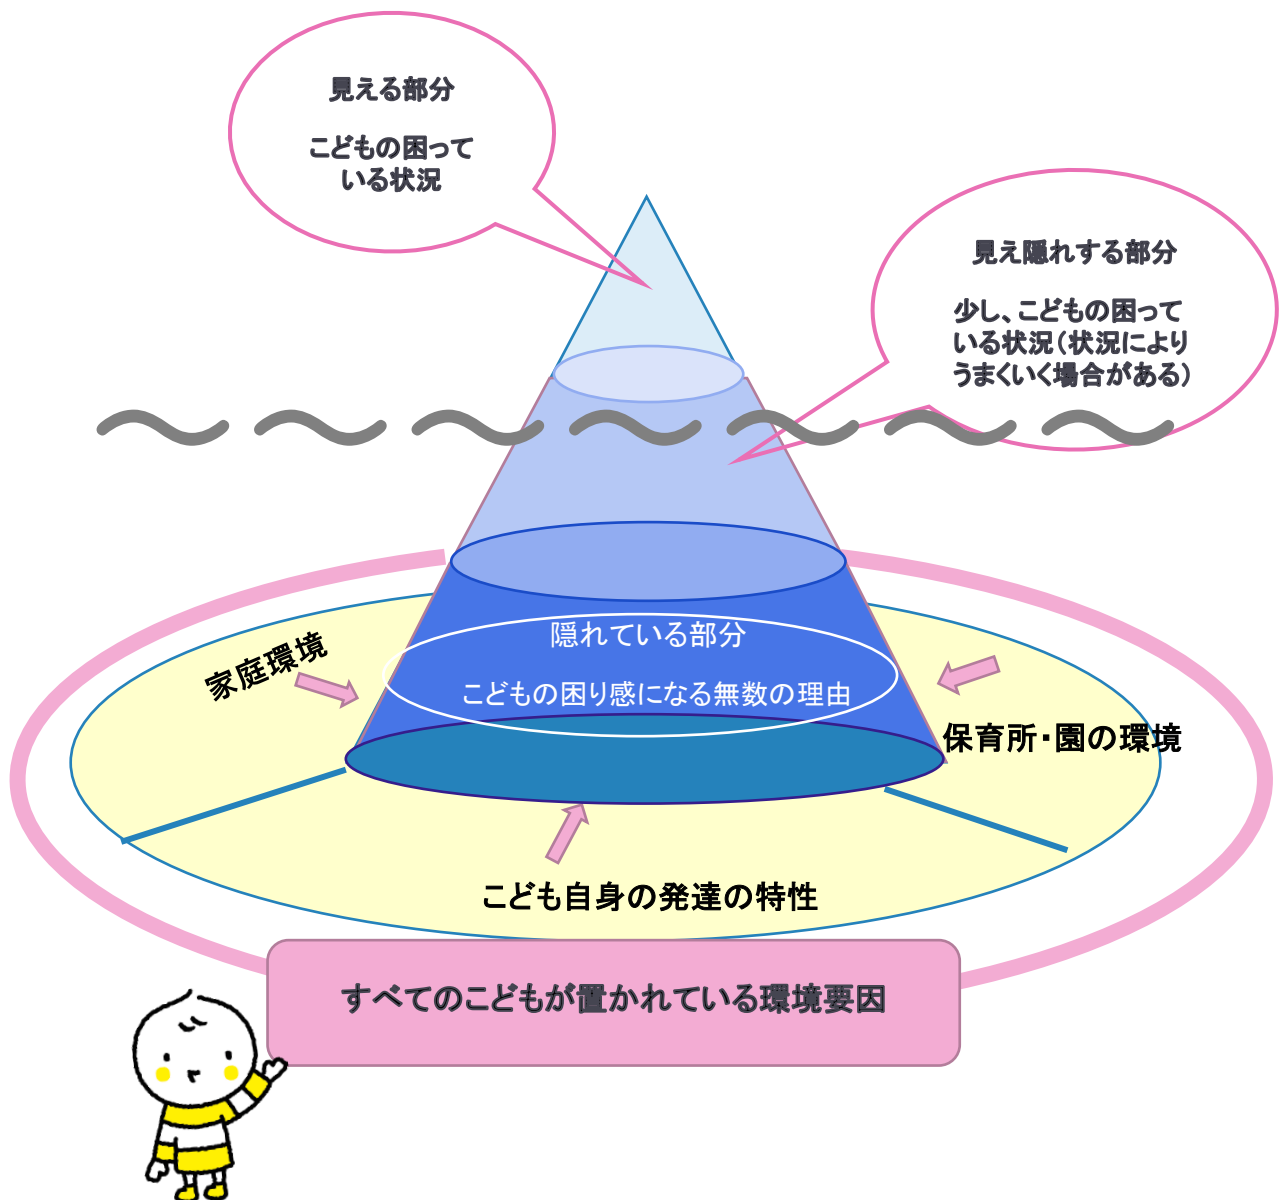 見える部分
こどもの困って
いる状況
見え隠れする部分
少し、こどもの困って
いる状況（状況により
うまくいく場合がある）
隠れている部分
こどもの困り感になる無数の理由
家庭環境
保育所・園の環境
こども自身の発達の特性
すべてのこどもが置かれている環境要因